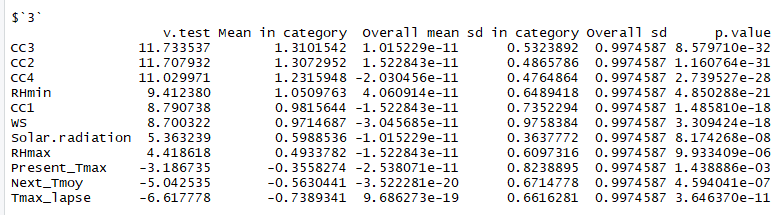 $`3`
v.test Mean in category Overall mean sd in category Overall sd p.value
CC3 11.733537 1.3101542 1.015229e-11 0.5323892 0.9974587 8.579710e-32
CC2 11.707932 1.3072952 1.522843e-11 0.4865786 0.9974587 1.160764e-31
CC4 11.029971 1.2315948 -2.030456e-11 0.4764864 0.9974587 2.739527e-28
RHmin 9.412380 1.0509763 4.060914e-11 0.6489418 0.9974587 4.850288e-21
CC1 8.790738 0.9815644 -1.522843e-11 0.7352294 0.9974587 1.485810e-18
WS 8.700322 0.9714687 -3.045685e-11 0.9758384 0.9974587 3.309424e-18
Solar.radiation 5.363239 0.5988536 -1.015229e-11 0.3637772 0.9974587 8.174268e-08
RHmax 4.418618 0.4933782 -1.522843e-11 0.6097316 0.9974587 9.933409e-06
Present_Tmax -3.186735 -0.3558274 -2.538071e-11 0.8238895 0.9974587 1.438886e-03
Next_Tmoy -5.042535 -0.5630441 -3.522281e-20 0.6714778 0.9974587 4.594041e-07
Tmax_lapse -6.617778 -0.7389341 9.686273e-19 0.6616281 0.9974587 3.646370e-11